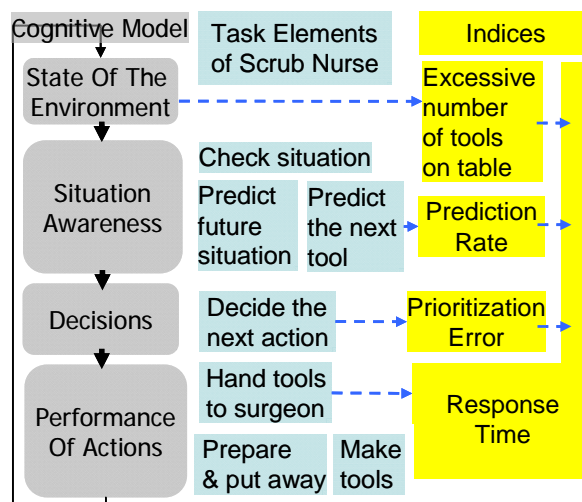 Cognitive Model
State Of The
Environment
Situation
Awareness
Decisions
Performance
Of Actions
Task Elements
of Scrub Nurse
Check situation
Predict
future
situation
Predict
the next
tool
Decide the
next action
Hand tools
to surgeon
Prepare
& put away
Make
tools
Indices
Excessive
number
of tools
on table
Prediction
Rate
Prioritization
Error
Response
Time